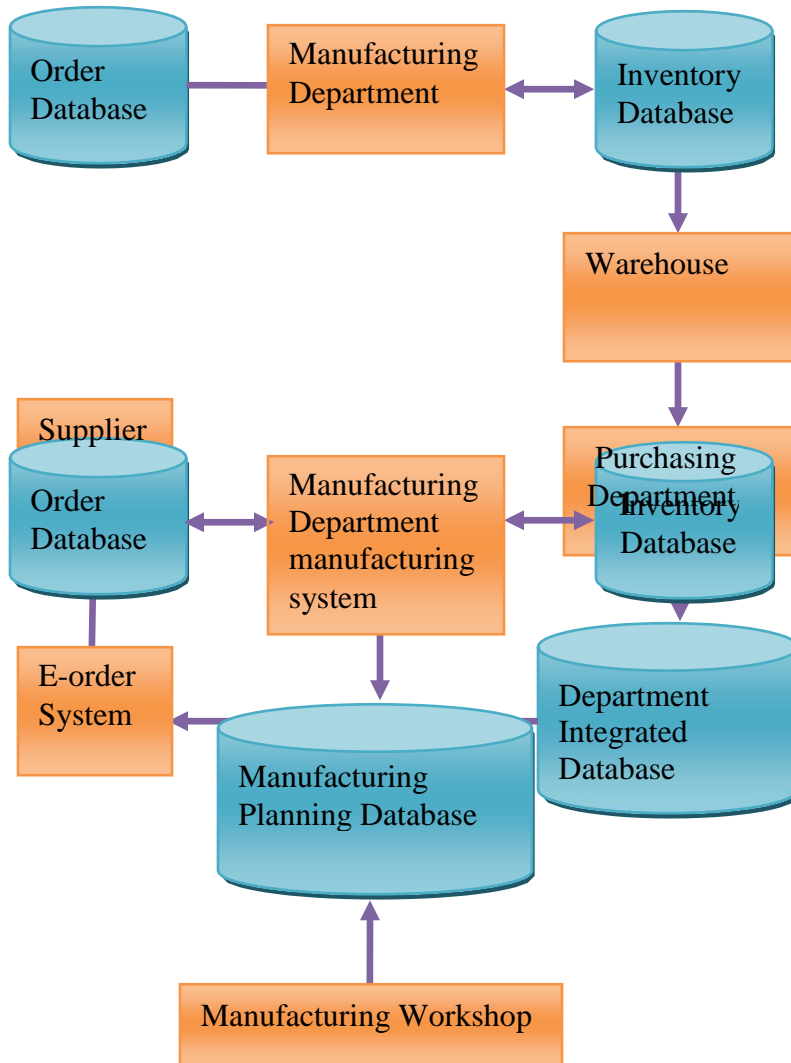 Order
Database
Manufacturing
Department
Inventory
Database
Warehouse
Supplier
Order
Database
Manufacturing
Department
manufacturing
system
Purchasing
Department
Inventory
Database
E-order
System
Department
Integrated
Database
Manufacturing
Planning Database
Manufacturing Workshop